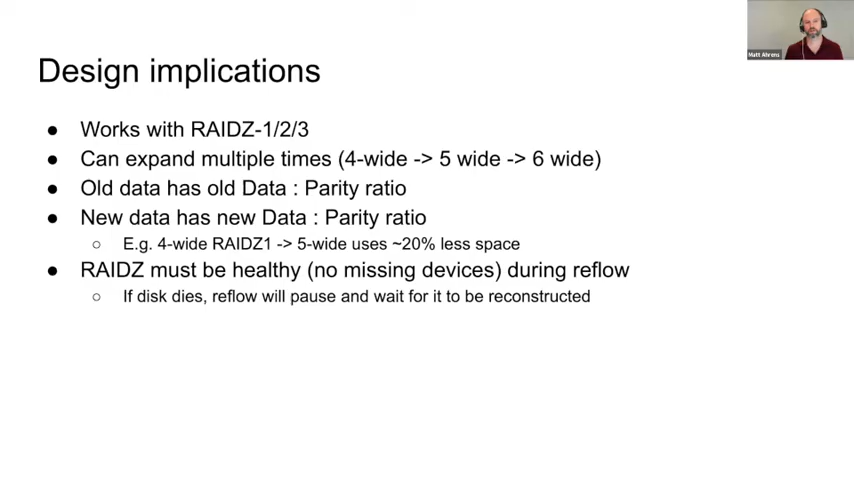 Matt Ahrens
Design implications
● Works with RAIDZ-1/2/3
● Can expand multiple times (4-wide -> 5 wide -> 6 wide)
● Old data has old Data : Parity ratio
● New data has new Data : Parity ratio
○ E.g. 4-wide RAIDZ1 -> 5-wide uses ~20% less space
● RAIDZ must be healthy (no missing devices) during reflow
○ If disk dies, reflow will pause and wait for it to be reconstructed